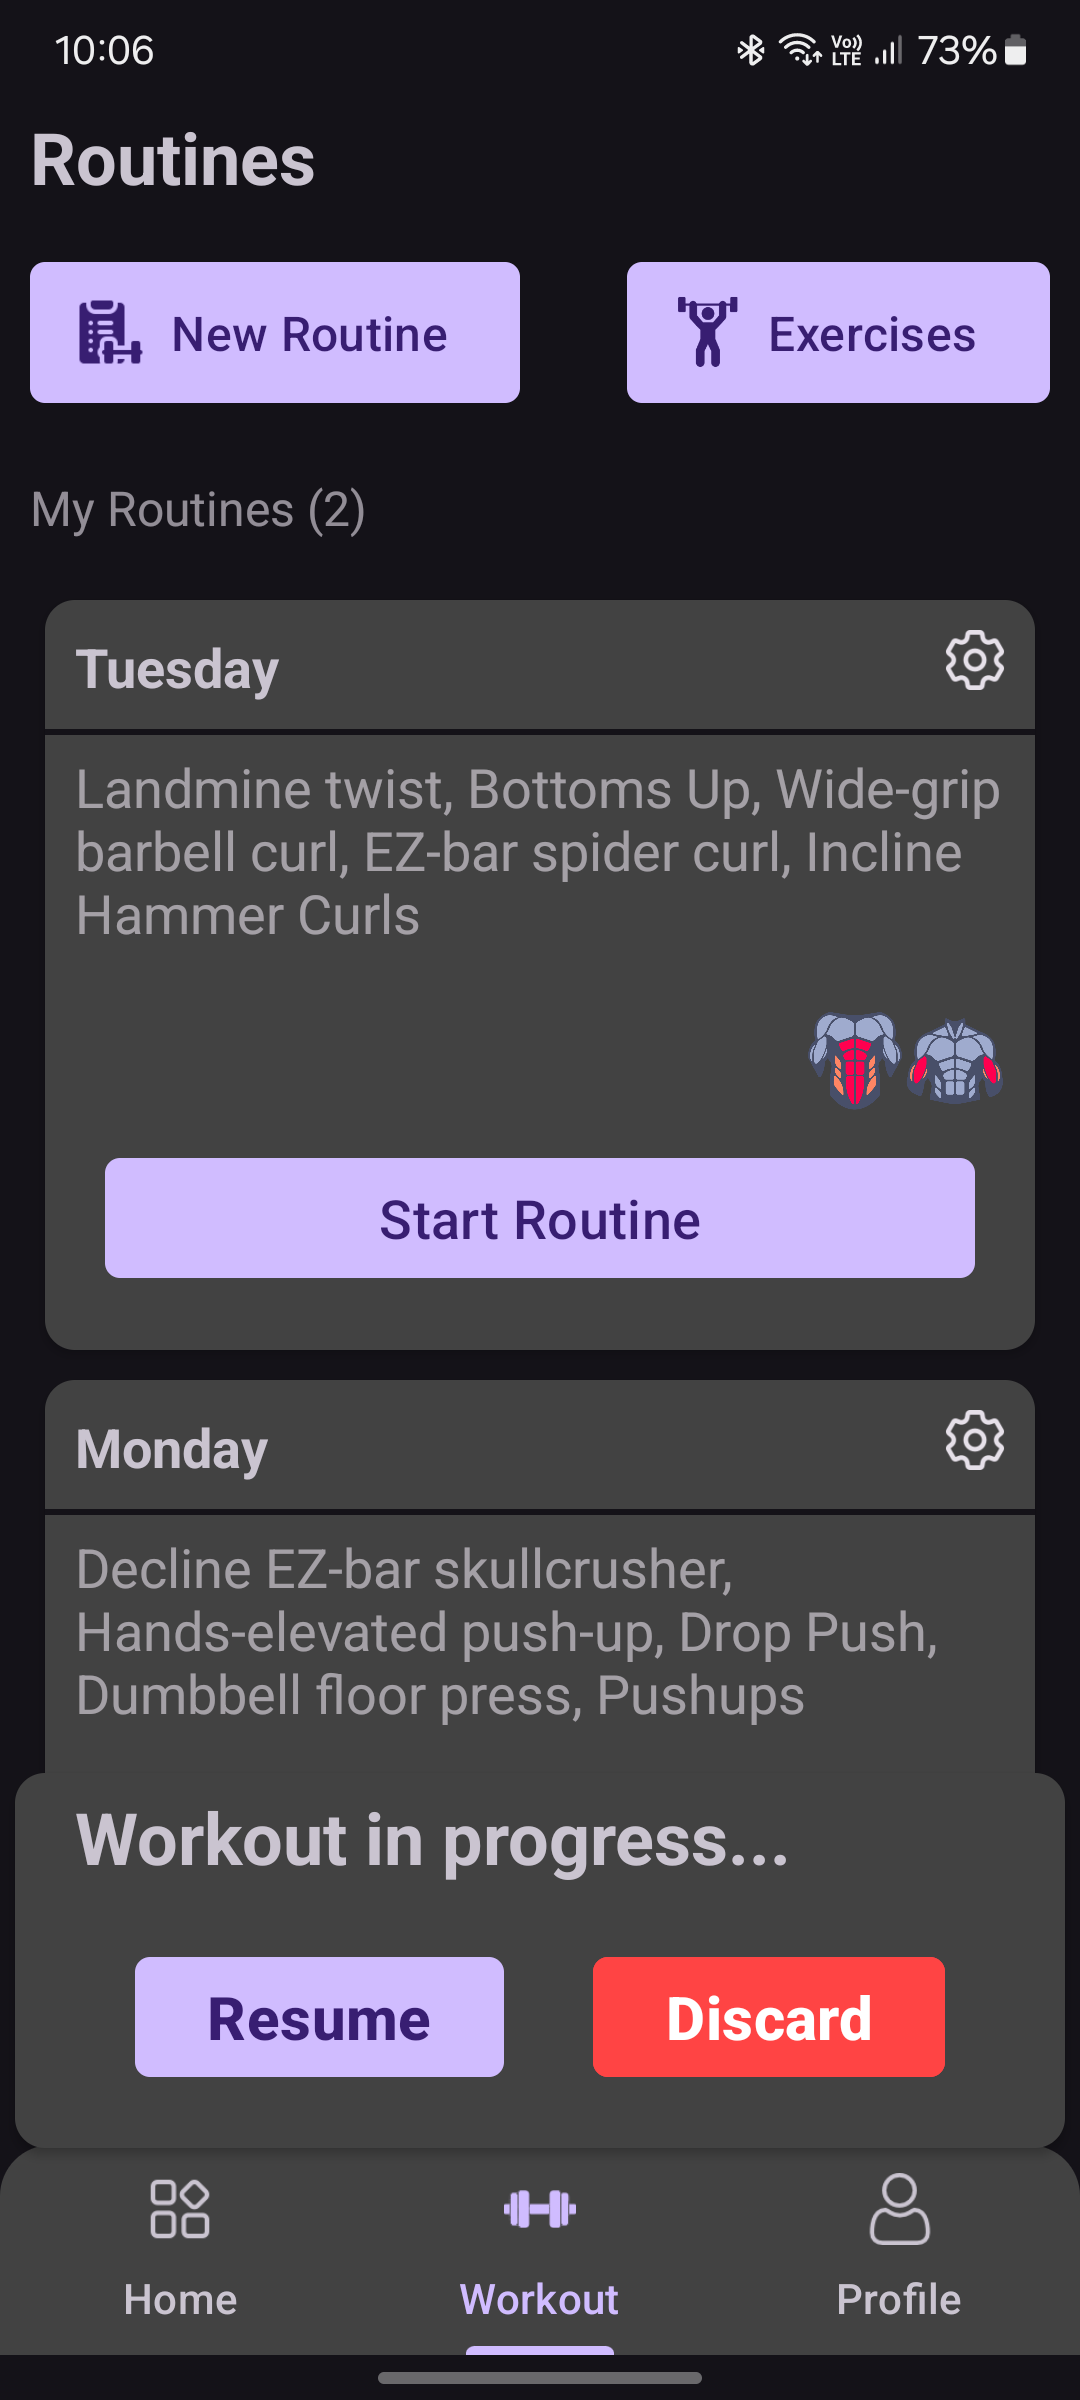 10:06
Vo)) LTE 73%
Routines
New Routine
Exercises
My Routines (2)
Tuesday
Landmine twist, Bottoms Up, Wide-grip
barbell curl, EZ-bar spider curl, Incline
Hammer Curls
Start Routine
Monday
Decline EZ-bar skullcrusher,
Hands-elevated push-up, Drop Push,
Dumbbell floor press, Pushups
Workout in progress...
Resume
Discard
Home
Workout
Profile